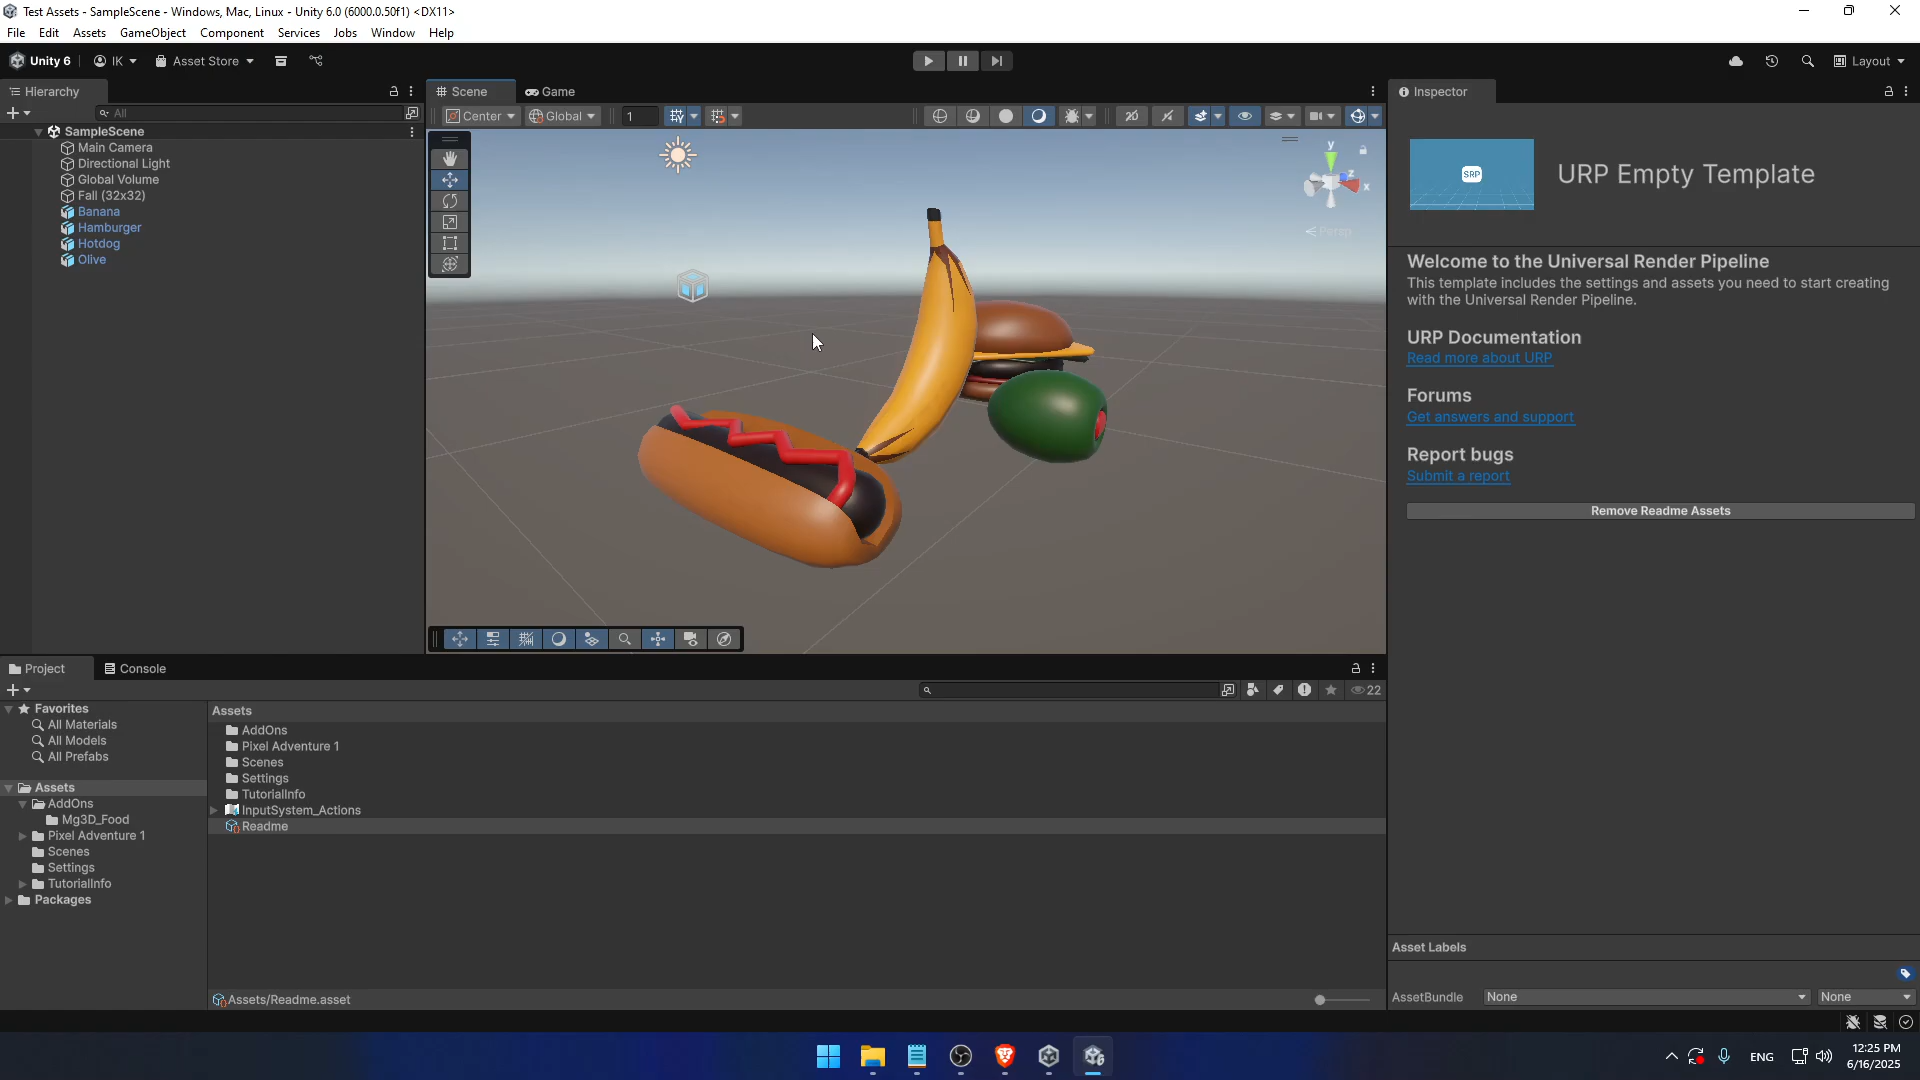 Test Assets - SampleScene - Windows, Mac, Linux - Unity 6.0 (6000.0.50f1) <DX11>
File Edit Assets GameObject Component Services Jobs Window Help
Unity 6 IK Asset Store Layout
Hierarchy
All
SampleScene
Main Camera
Directional Light
Global Volume
Fall (32x32)
Banana
Hamburger
Hotdog
Olive
Scene Game
Center Global 1 2D
y
z
x
Persp
Inspector
SRP
URP Empty Template
Welcome to the Universal Render Pipeline
This template includes the settings and assets you need to start creating
with the Universal Render Pipeline.
URP Documentation
Read more about URP
Forums
Get answers and support
Report bugs
Submit a report
Remove Readme Assets
Project Console
22
Favorites
All Materials
All Models
All Prefabs
Assets
AddOns
Mg3D_Food
Pixel Adventure 1
Scenes
Settings
TutorialInfo
Packages
Assets
AddOns
Pixel Adventure 1
Scenes
Settings
TutorialInfo
InputSystem_Actions
Readme
Assets/Readme.asset
Asset Labels
AssetBundle None None
ENG
12:25 PM
6/16/2025